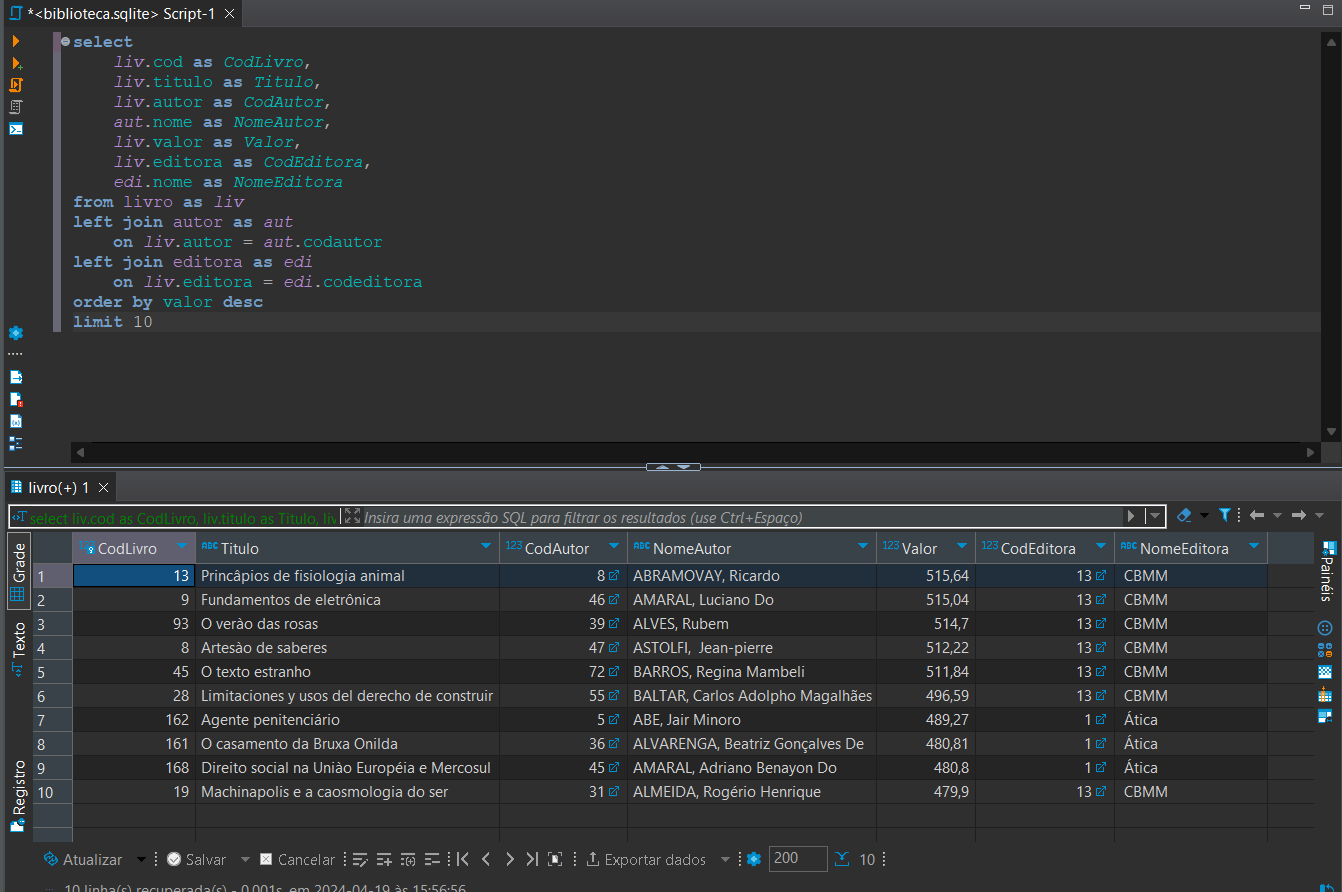 *<biblioteca.sqlite> Script-1
select
liv.cod as CodLivro,
liv.titulo as Titulo,
liv.autor as CodAutor,
aut.nome as NomeAutor,
liv.valor as Valor,
liv.editora as CodEditora,
edi.nome as NomeEditora
from livro as liv
left join autor as aut
on liv.autor = aut.codautor
left join editora as edi
on liv.editora = edi.codeditora
order by valor desc
limit 10
livro(+) 1
select liv.cod as CodLivro, liv.titulo as Titulo, liv
Insira uma expressão SQL para filtrar os resultados (use Ctrl+Espaço)
Grade
Texto
Registro
123 CodLivro ABC Titulo 123 CodAutor ABC NomeAutor 123 Valor 123 CodEditora ABC NomeEditora
1 13 Princâpios de fisiologia animal 8 ABRAMOVAY, Ricardo 515,64 13 CBMM
2 9 Fundamentos de eletrônica 46 AMARAL, Luciano Do 515,04 13 CBMM
3 93 O verào das rosas 39 ALVES, Rubem 514,7 13 CBMM
4 8 Artesào de saberes 47 ASTOLFI, Jean-pierre 512,22 13 CBMM
5 45 O texto estranho 72 BARROS, Regina Mambeli 511,84 13 CBMM
6 28 Limitaciones y usos del derecho de construir 55 BALTAR, Carlos Adolpho Magalhães 496,59 13 CBMM
7 162 Agente penitenciário 5 ABE, Jair Minoro 489,27 1 Ática
8 161 O casamento da Bruxa Onilda 36 ALVARENGA, Beatriz Gonçalves De 480,81 1 Ática
9 168 Direito social na Uniào Européia e Mercosul 45 AMARAL, Adriano Benayon Do 480,8 1 Ática
10 19 Machinapolis e a caosmologia do ser 31 ALMEIDA, Rogério Henrique 479,9 13 CBMM
Painéis
Atualizar Salvar Cancelar Exportar dados 200 10
10 linha(s) recuperada(s) - 0.001s, em 2024-04-19 às 15:56:56